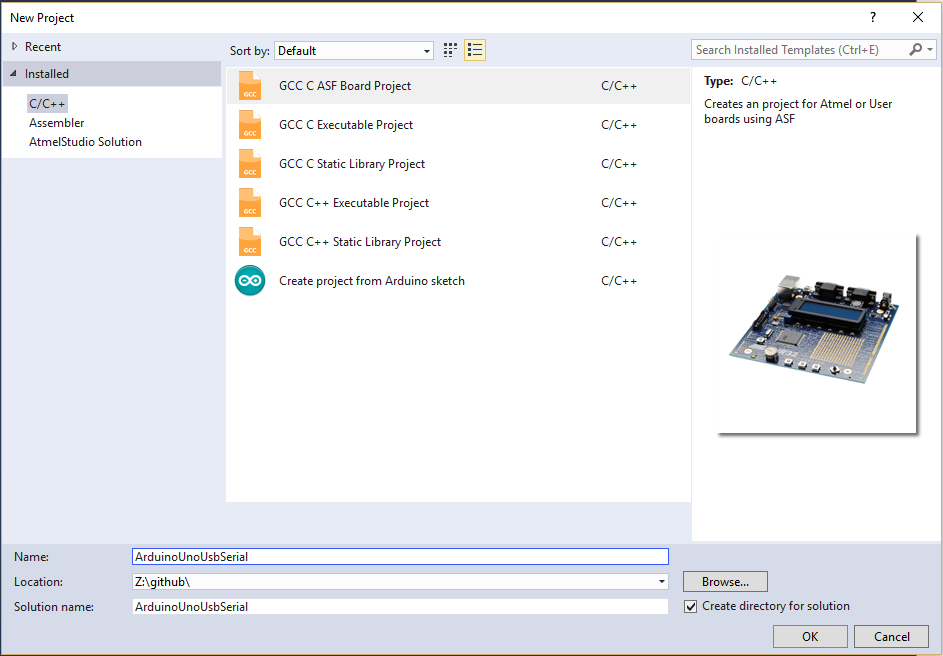 New Project
?
Recent
Installed
C/C++
Assembler
AtmelStudio Solution
Sort by: Default
GCC
GCC C ASF Board Project C/C++
GCC
GCC C Executable Project C/C++
GCC
GCC C Static Library Project C/C++
GCC
GCC C++ Executable Project C/C++
GCC
GCC C++ Static Library Project C/C++
Create project from Arduino sketch C/C++
Search Installed Templates (Ctrl+E)
Type: C/C++
Creates an project for Atmel or User
boards using ASF
Name: ArduinoUnoUsbSerial
Location: Z:\github\ Browse...
Solution name: ArduinoUnoUsbSerial Create directory for solution
OK Cancel